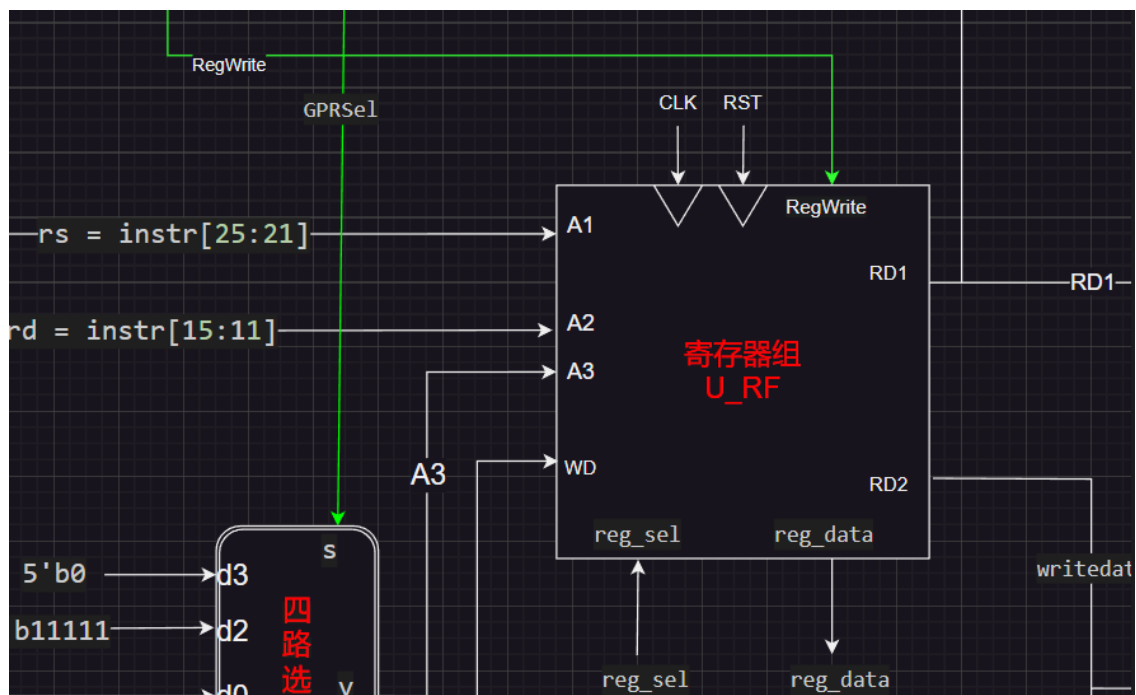 RegWrite
GPRSel
CLK RST
RegWrite
rs = instr[25:21]
A1
RD1
RD1
rd = instr[15:11]
A2
寄存器组
U_RF
A3
A3
WD
RD2
reg_sel
reg_data
s
5'b0
d3
writedat
四
路
选
b11111
d2
reg_sel
reg_data
d0
y